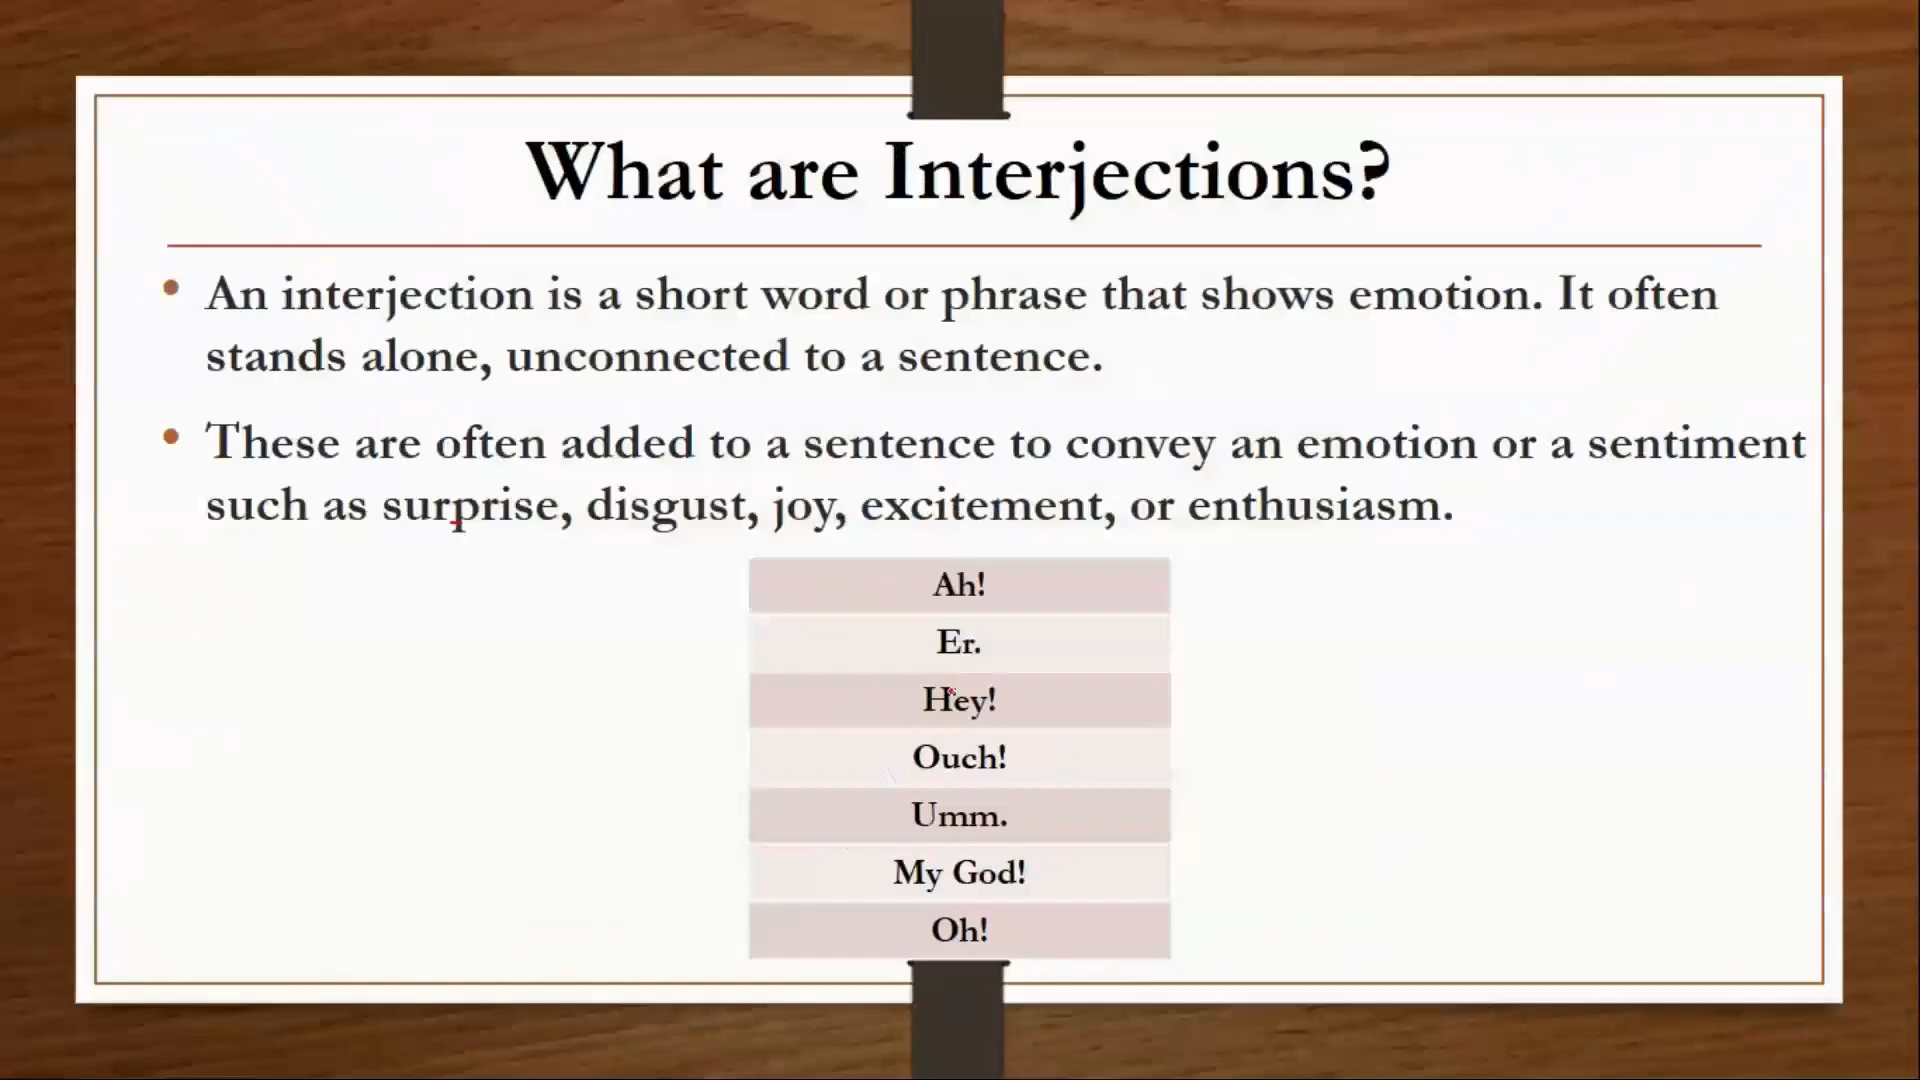 What are Interjections?
An interjection is a short word or phrase that shows emotion. It often
stands alone, unconnected to a sentence.
These are often added to a sentence to convey an emotion or a sentiment
such as surprise, disgust, joy, excitement, or enthusiasm.
Ah!
Er.
Hey!
Ouch!
Umm.
My God!
Oh!